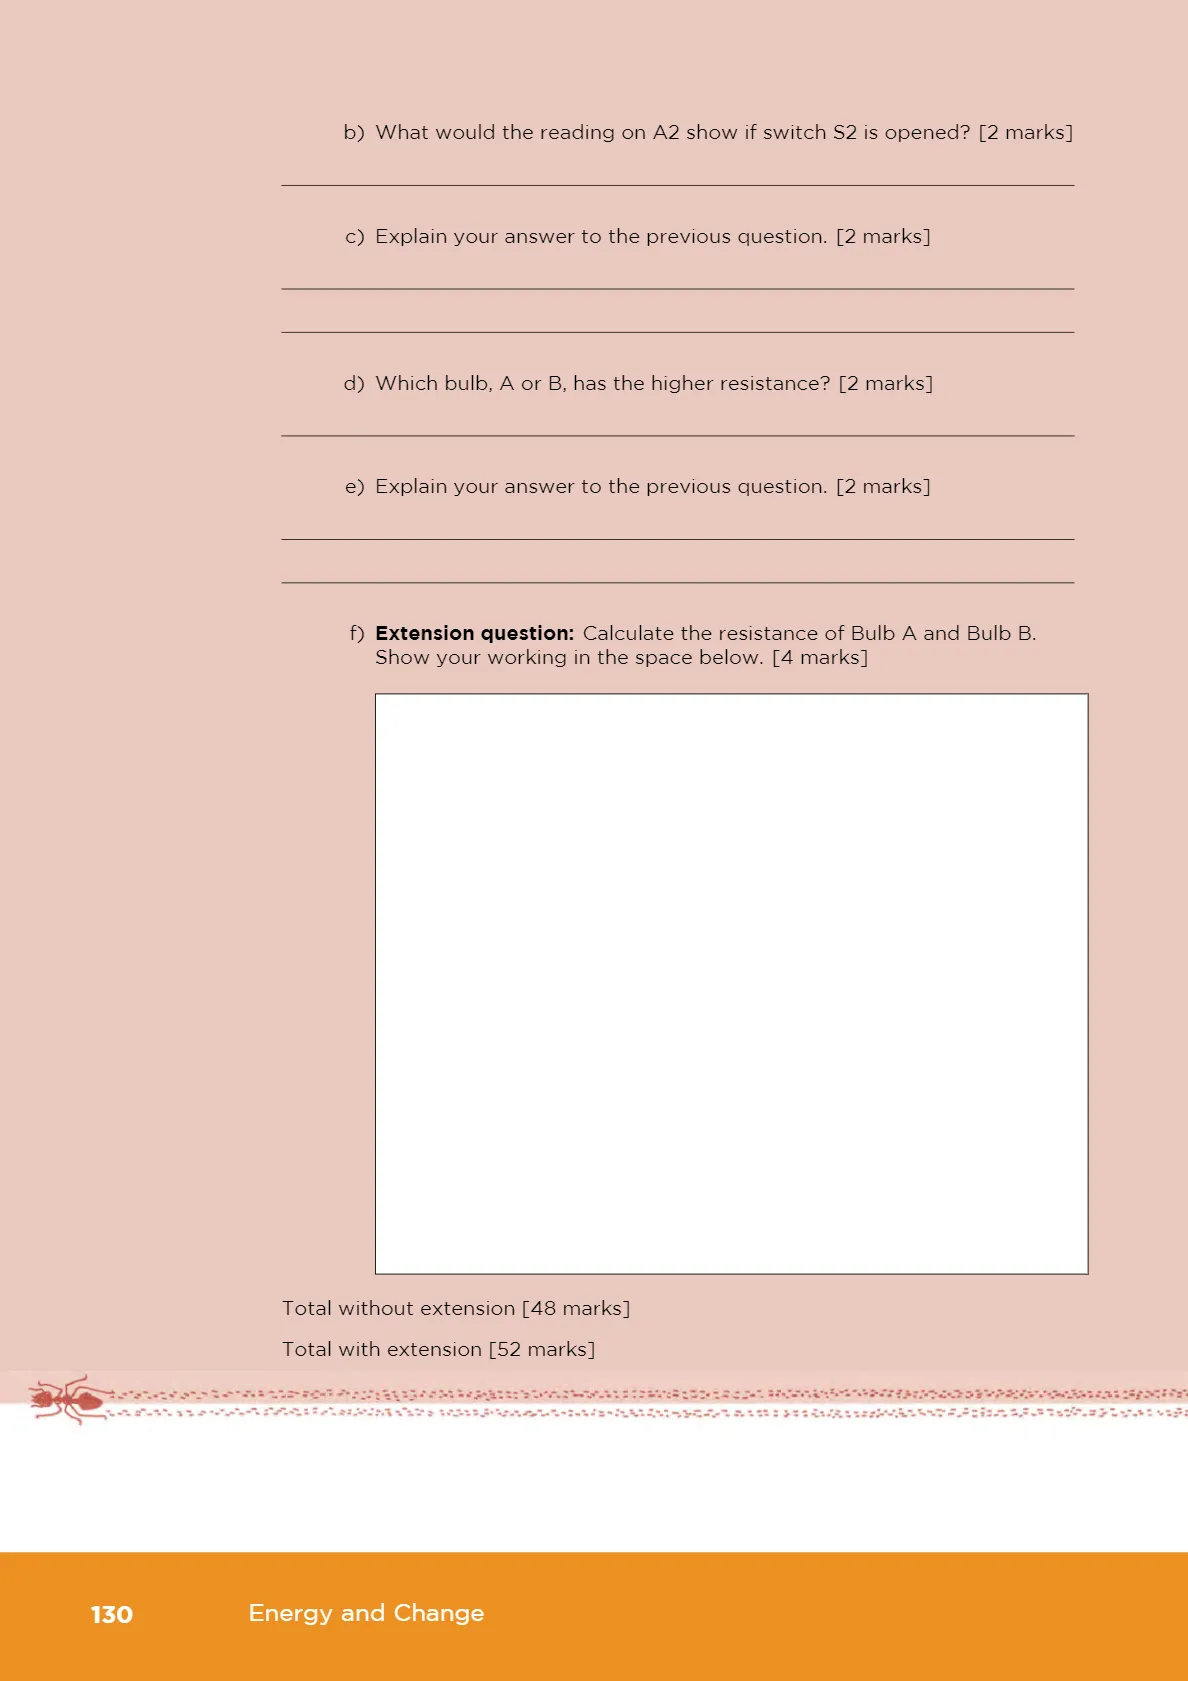 b) What would the reading on A2 show if switch S2 is opened? [2 marks]
c) Explain your answer to the previous question. [2 marks]
d) Which bulb, A or B, has the higher resistance? [2 marks]
e) Explain your answer to the previous question. [2 marks]
f) Extension question: Calculate the resistance of Bulb A and Bulb B.
Show your working in the space below. [4 marks]
Total without extension [48 marks]
Total with extension [52 marks]
130 Energy and Change